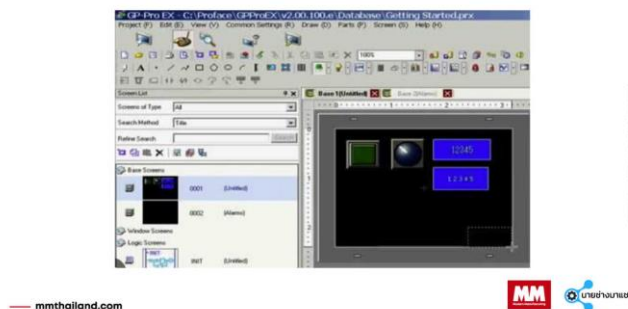 GP-Pro EX - C:\Proface\GPProEX\v2.00.100.e\Database\Getting Started.prx
Project (F) Edit (E) View (V) Common Settings (R) Draw (D) Parts (P) Screen (S) Help (H)
100%
Screen List
Base 1(Untitled) Base 2(Alarms)
Screens of Type All
Search Method Title
Refine Search Search
12345
12345
Base Screens
0001 (Untitled)
0002 (Alarms)
Window Screens
Logic Screens
INIT (Untitled)
MM
นายช่างมาแชร์
mmthailand.com